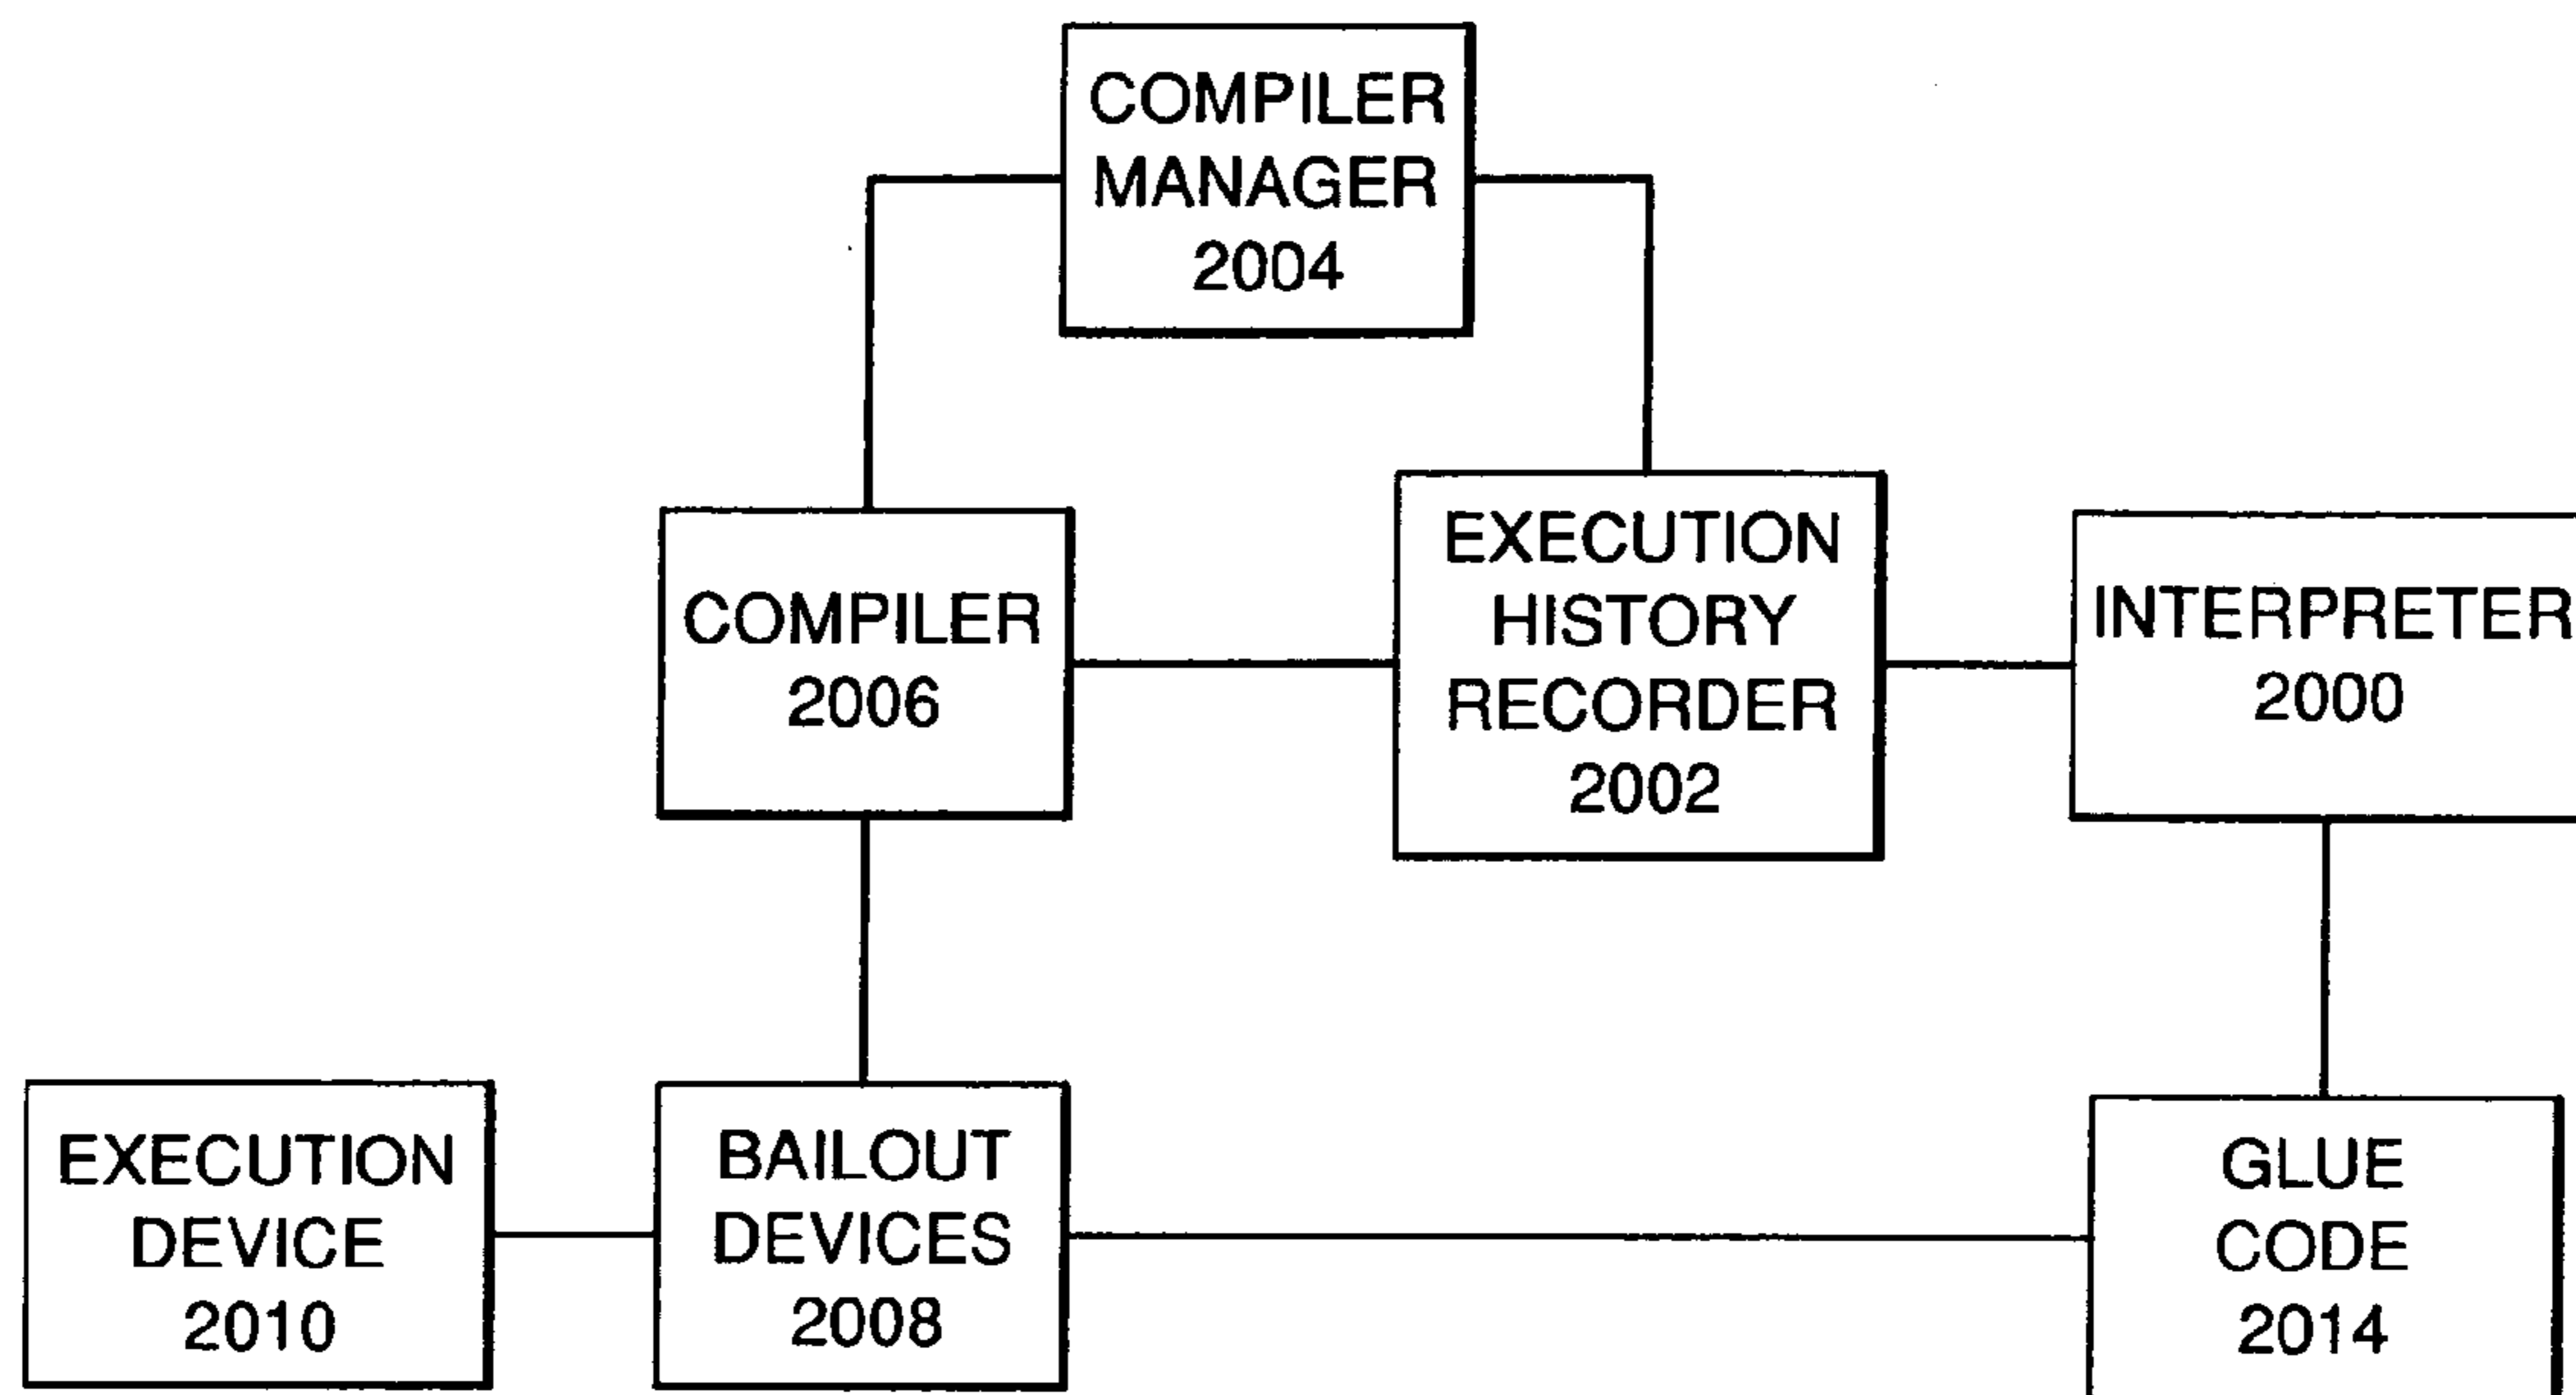 COMPILER
MANAGER
2004
COMPILER
2006
EXECUTION
HISTORY
RECORDER
2002
INTERPRETER
2000
EXECUTION
DEVICE
2010
BAILOUT
DEVICES
2008
GLUE
CODE
2014